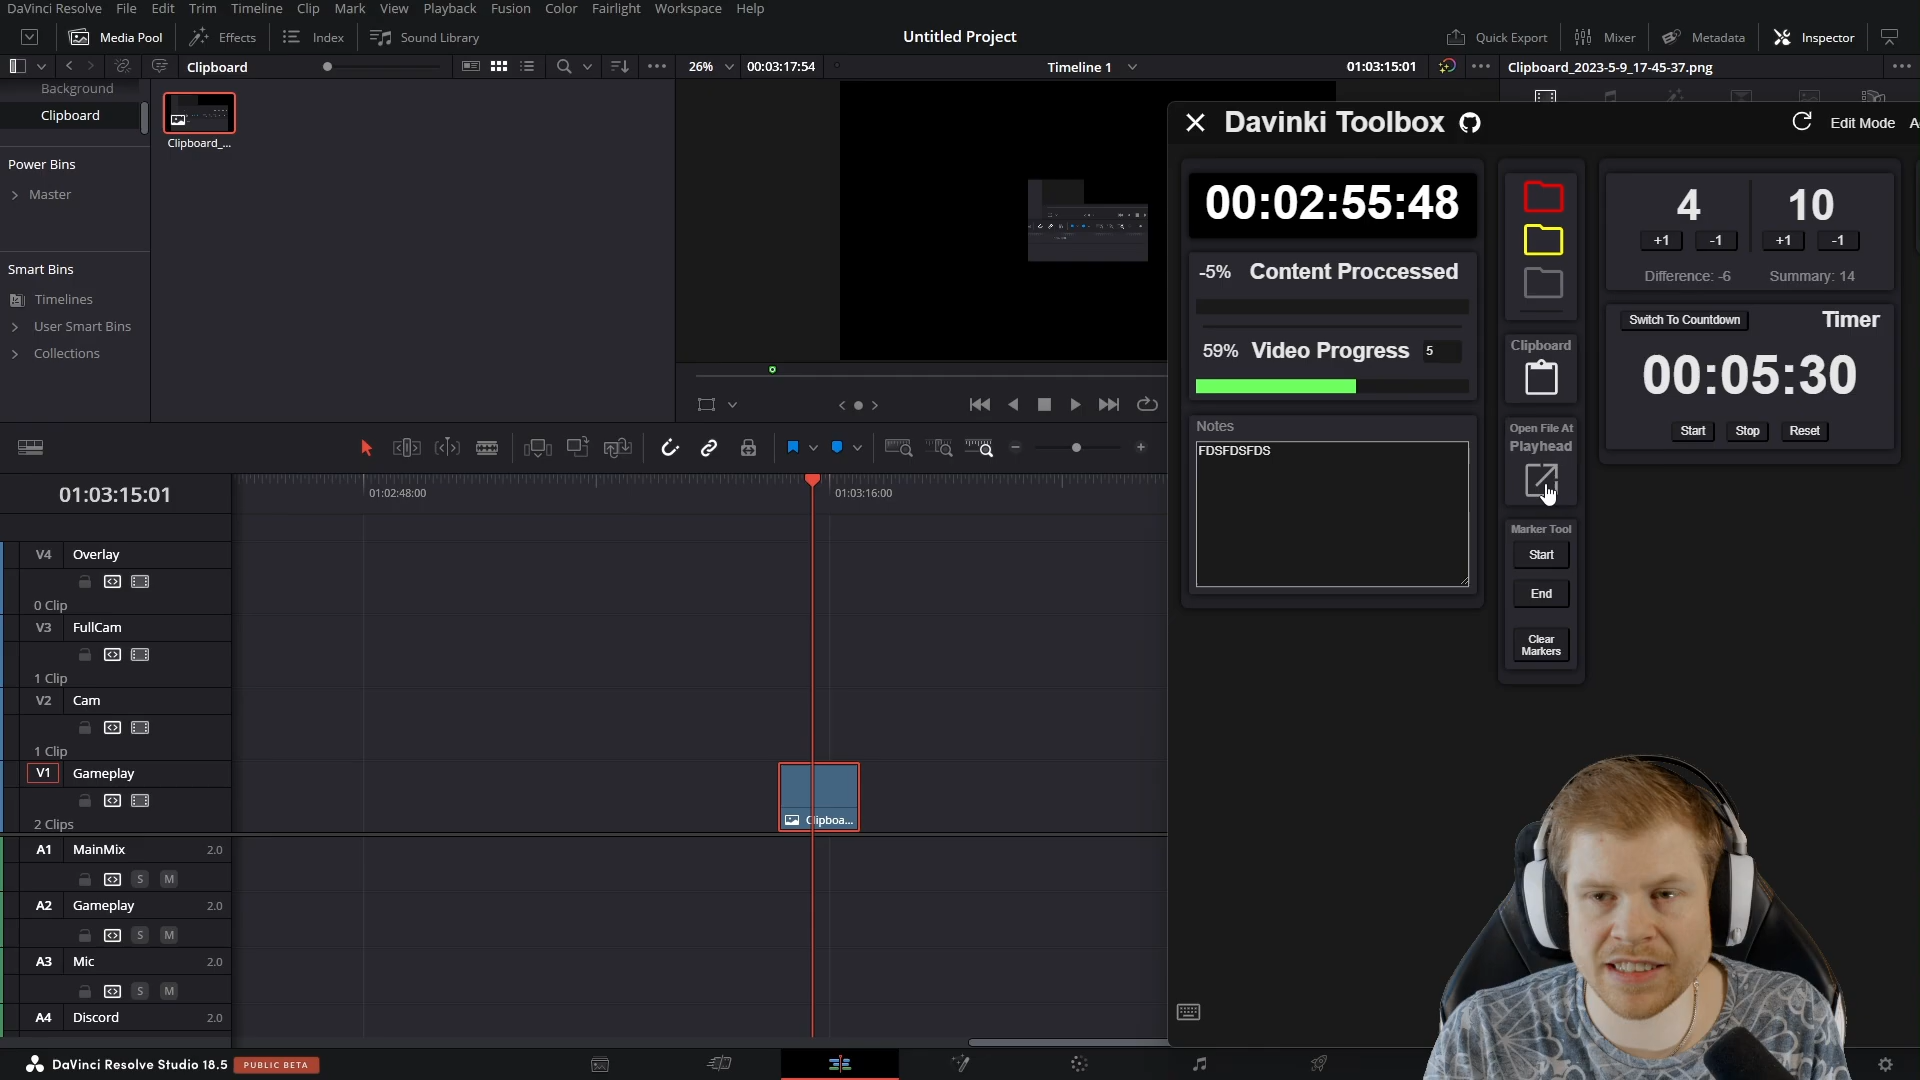 DaVinci Resolve File Edit Trim Timeline Clip Mark View Playback Fusion Color Fairlight Workspace Help
Media Pool Effects Index Sound Library Untitled Project Quick Export Mixer Metadata Inspector
Clipboard 26% 00:03:17:54 Timeline 1 01:03:15:01 Clipboard_2023-5-9_17-45-37.png
Background
Clipboard
Clipboard_...
Power Bins
Master
Smart Bins
Timelines
User Smart Bins
Collections
Davinki Toolbox Edit Mode
00:02:55:48
-5% Content Proccessed
59% Video Progress 5
Notes
FDSFDSFDS
Clipboard
Open File At
Playhead
Marker Tool
Start
End
Clear
Markers
4 10
+1 -1 +1 -1
Difference: -6 Summary: 14
Switch To Countdown Timer
00:05:30
Start Stop Reset
01:03:15:01 01:02:48:00 01:03:16:00
V4 Overlay
0 Clip
V3 FullCam
1 Clip
V2 Cam
1 Clip
V1 Gameplay
2 Clips
Clipboa...
A1 MainMix 2.0
S M
A2 Gameplay 2.0
S M
A3 Mic 2.0
S M
A4 Discord 2.0
DaVinci Resolve Studio 18.5 PUBLIC BETA